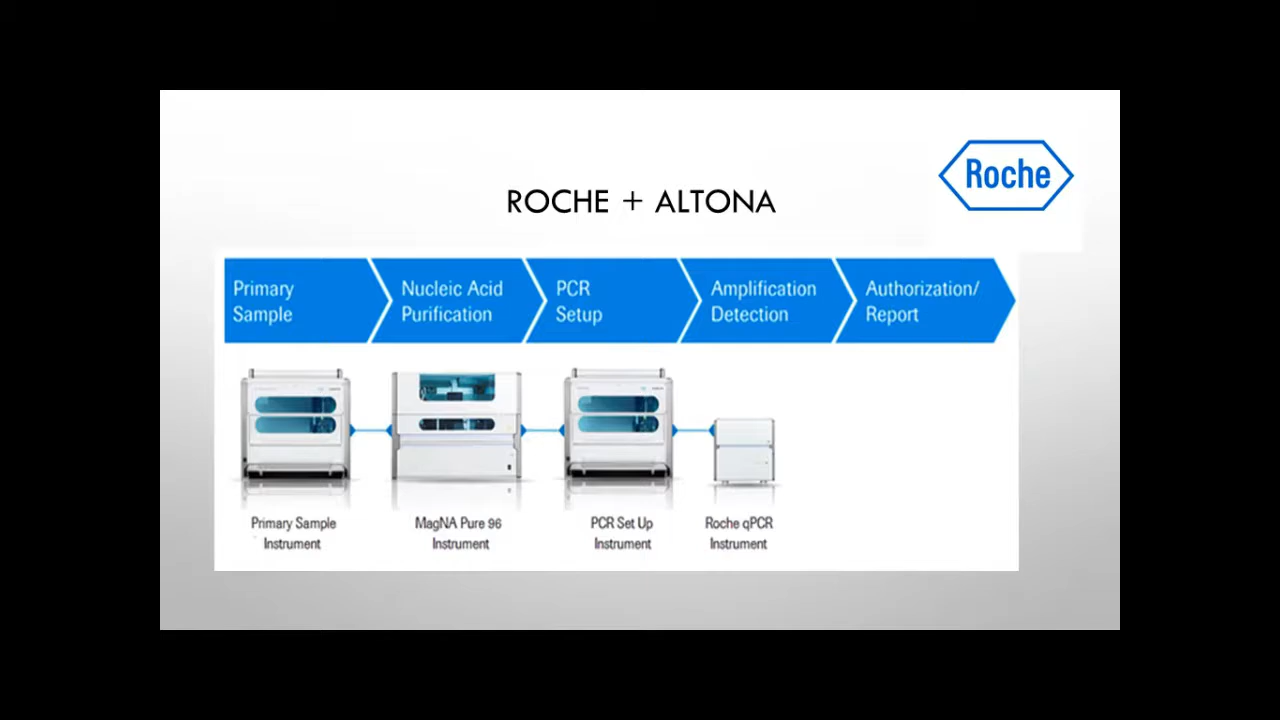 Roche
ROCHE + ALTONA
Primary
Sample
Nucleic Acid
Purification
PCR
Setup
Amplification
Detection
Authorization/
Report
Primary Sample
Instrument
MagNA Pure 96
Instrument
PCR Set Up
Instrument
Roche qPCR
Instrument